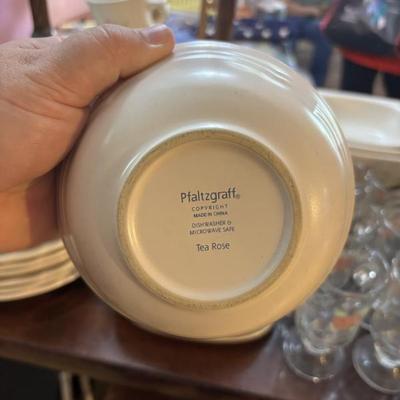 Pfaltzgraff®
COPYRIGHT
MADE IN CHINA
DISHWASHER &
MICROWAVE SAFE
Tea Rose